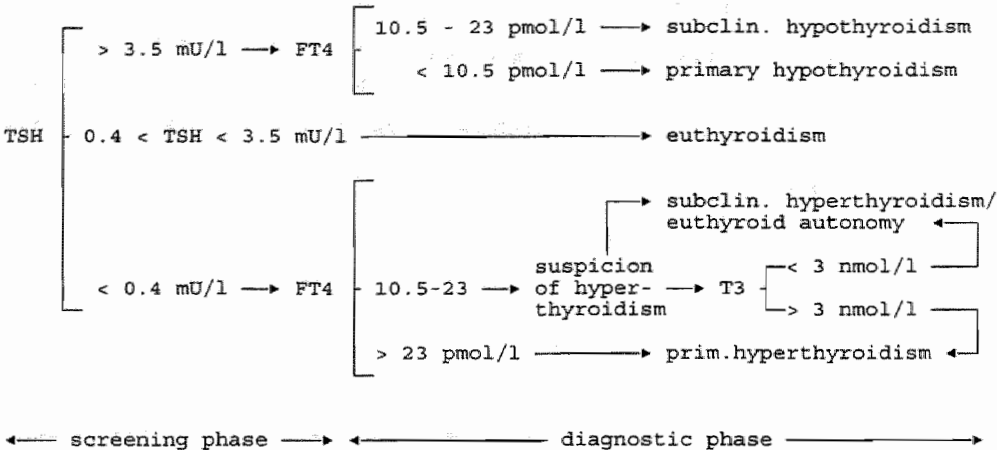 10.5 - 23 pmol/l → subclin. hypothyroidism
> 3.5 mU/l → FT4
< 10.5 pmol/l → primary hypothyroidism
TSH 0.4 < TSH < 3.5 mU/l → euthyroidism
subclin. hyperthyroidism/
euthyroid autonomy
suspicion
< 3 nmol/l
< 0.4 mU/l → FT4 10.5-23 → of hyper- → T3
thyroidism
> 3 nmol/l
> 23 pmol/l → prim.hyperthyroidism
screening phase diagnostic phase